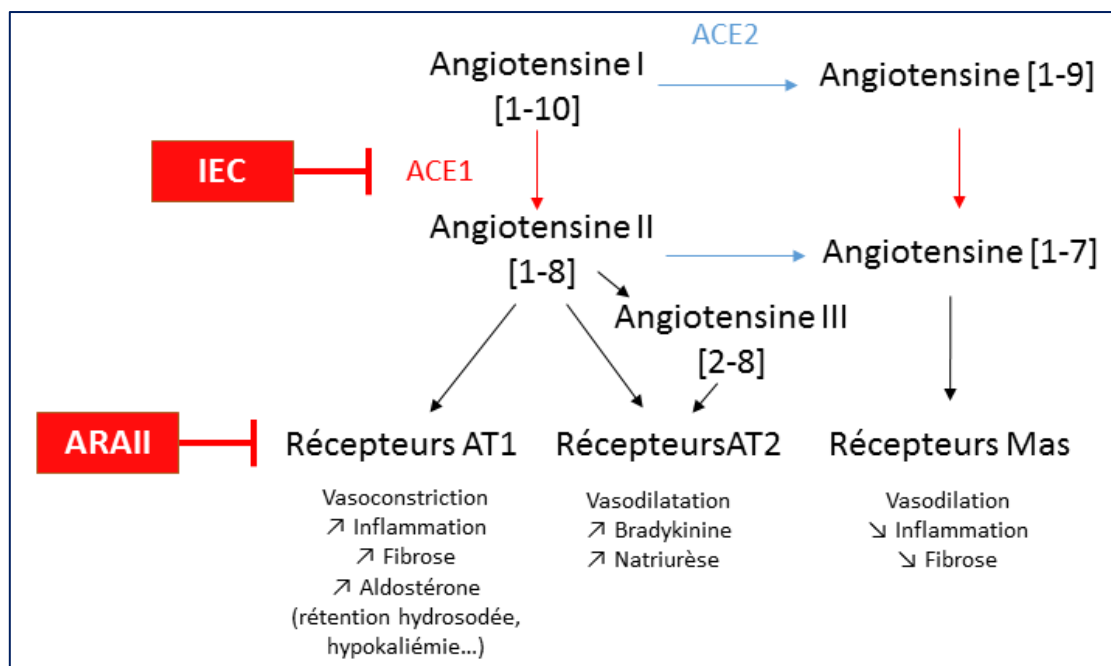 ACE2
Angiotensine I
[1-10]
Angiotensine [1-9]
IEC
ACE1
Angiotensine II
[1-8]
Angiotensine [1-7]
Angiotensine III
[2-8]
ARAII
Récepteurs AT1
RécepteursAT2
Récepteurs Mas
Vasoconstriction
↗ Inflammation
↗ Fibrose
↗ Aldostérone
(rétention hydrosodée,
hypokaliémie...)
Vasodilatation
↗ Bradykinine
↗ Natriurèse
Vasodilation
↘ Inflammation
↘ Fibrose